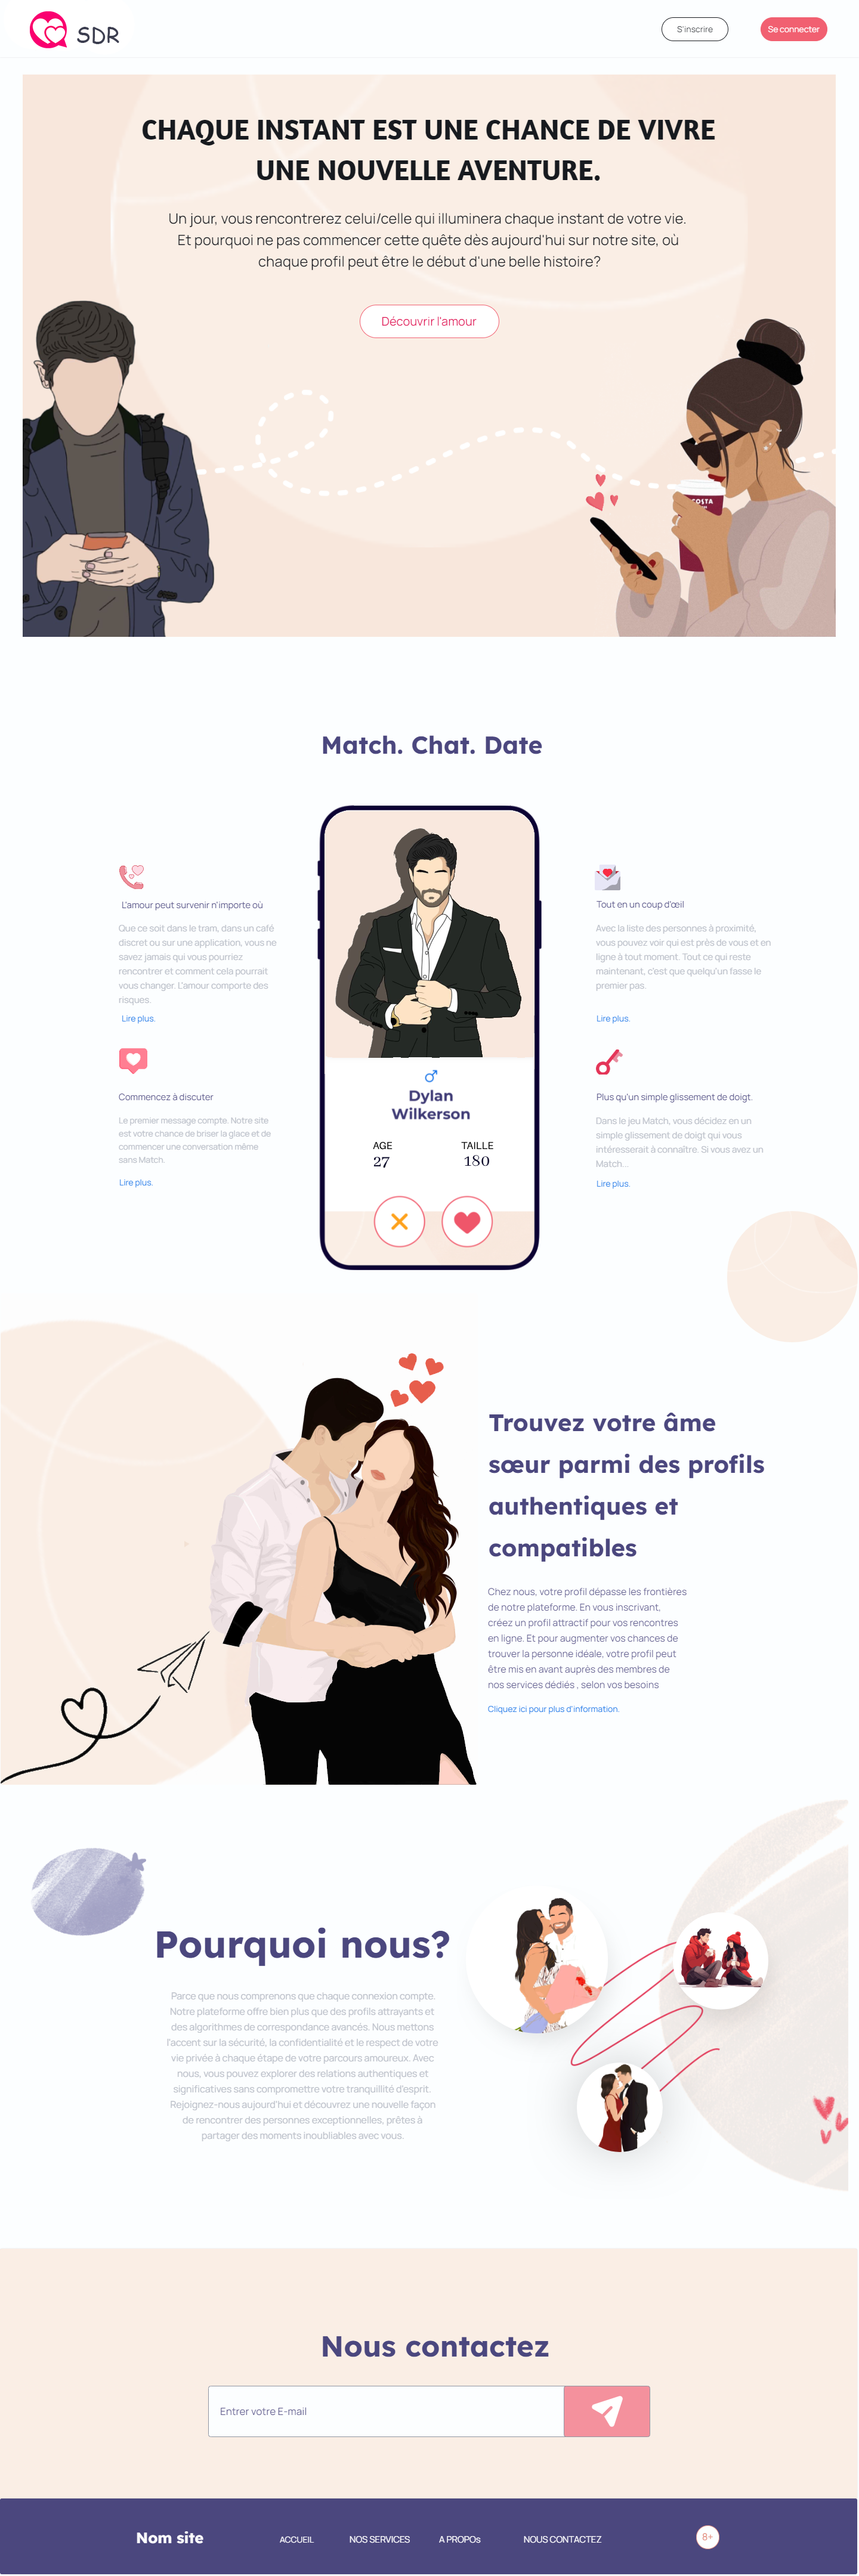 SDR
S'inscrire
Se connecter
CHAQUE INSTANT EST UNE CHANCE DE VIVRE
UNE NOUVELLE AVENTURE.
Un jour, vous rencontrerez celui/celle qui illuminera chaque instant de votre vie.
Et pourquoi ne pas commencer cette quête dès aujourd'hui sur notre site, où
chaque profil peut être le début d'une belle histoire?
Découvrir l'amour
COSTA
Match. Chat. Date
L'amour peut survenir n'importe où
Que ce soit dans le tram, dans un café
discret ou sur une application, vous ne
savez jamais qui vous pourriez
rencontrer et comment cela pourrait
vous changer. L'amour comporte des
risques.
Lire plus.
Commencez à discuter
Le premier message compte. Notre site
est votre chance de briser la glace et de
commencer une conversation même
sans Match.
Lire plus.
Dylan
Wilkerson
AGE
TAILLE
27
180
Tout en un coup d'œil
Avec la liste des personnes à proximité,
vous pouvez voir qui est près de vous et en
ligne à tout moment. Tout ce qui reste
maintenant, c'est que quelqu'un fasse le
premier pas.
Lire plus.
Plus qu'un simple glissement de doigt.
Dans le jeu Match, vous décidez en un
simple glissement de doigt qui vous
intéresserait à connaître. Si vous avez un
Match...
Lire plus.
Trouvez votre âme
sœur parmi des profils
authentiques et
compatibles
Chez nous, votre profil dépasse les frontières
de notre plateforme. En vous inscrivant,
créez un profil attractif pour vos rencontres
en ligne. Et pour augmenter vos chances de
trouver la personne idéale, votre profil peut
être mis en avant auprès des membres de
nos services dédiés , selon vos besoins
Cliquez ici pour plus d'information.
Pourquoi nous?
Parce que nous comprenons que chaque connexion compte.
Notre plateforme offre bien plus que des profils attrayants et
des algorithmes de correspondance avancés. Nous mettons
l'accent sur la sécurité, la confidentialité et le respect de votre
vie privée à chaque étape de votre parcours amoureux. Avec
nous, vous pouvez explorer des relations authentiques et
significatives sans compromettre votre tranquillité d'esprit.
Rejoignez-nous aujourd'hui et découvrez une nouvelle façon
de rencontrer des personnes exceptionnelles, prêtes à
partager des moments inoubliables avec vous.
Nous contactez
Entrer votre E-mail
Nom site
ACCUEIL
NOS SERVICES
A PROPOs
NOUS CONTACTEZ
8+